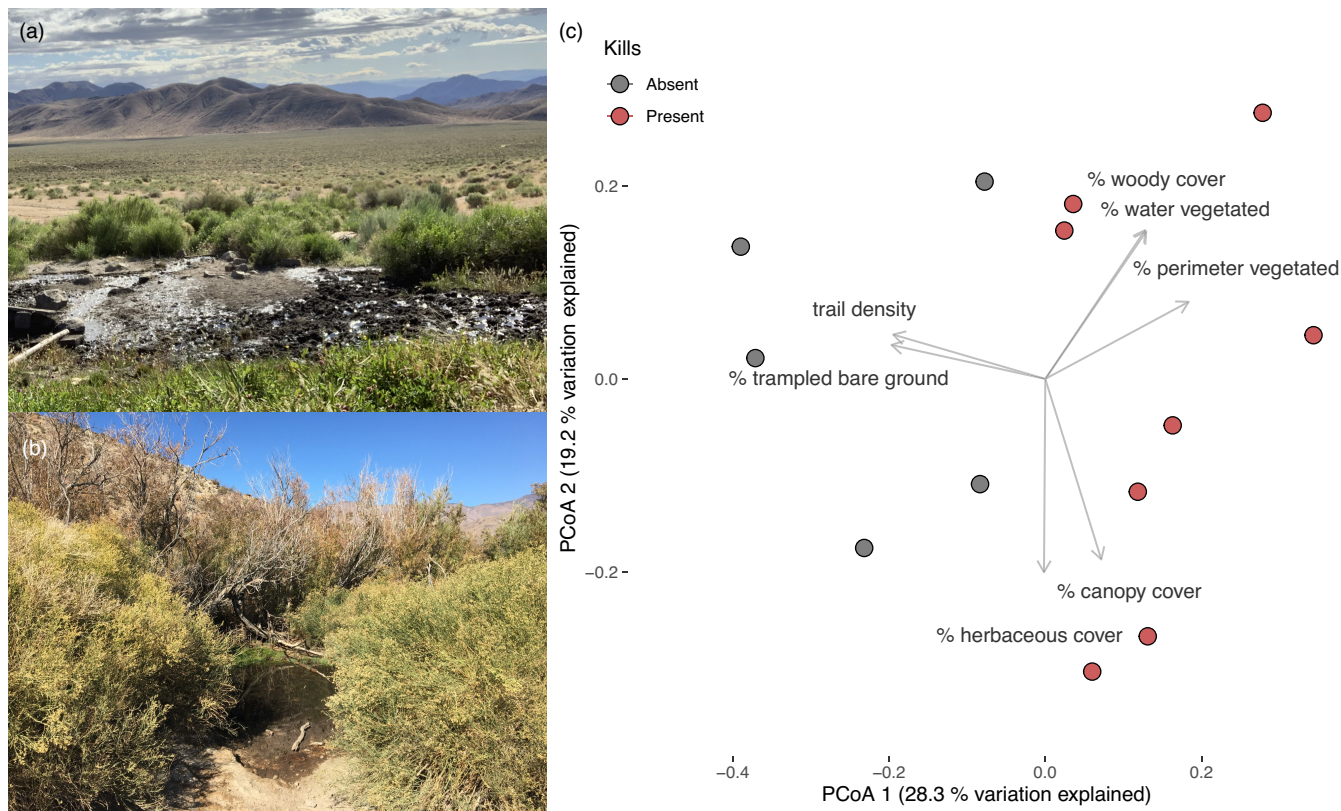 (a)
(b)
(c)
Kills
Absent
Present
% woody cover
% water vegetated
% perimeter vegetated
trail density
% trampled bare ground
% canopy cover
% herbaceous cover
0.2
0.0
−0.2
PCoA 2 (19.2 % variation explained)
−0.4
−0.2
0.0
0.2
PCoA 1 (28.3 % variation explained)